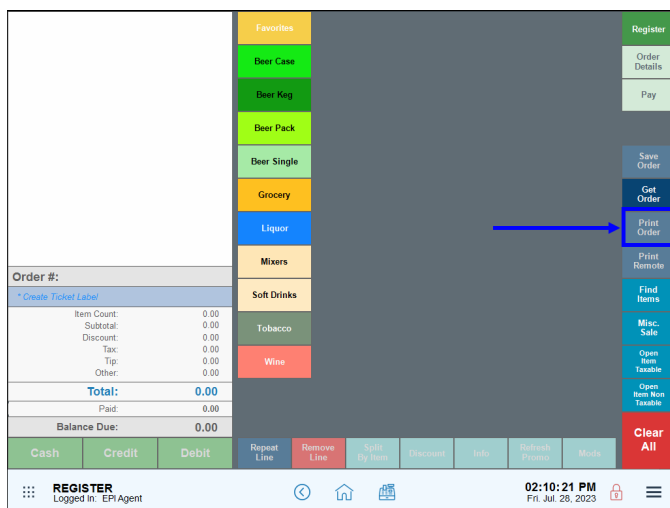 Order #:
* Create Ticket Label
Item Count: 0.00
Subtotal: 0.00
Discount: 0.00
Tax: 0.00
Tip: 0.00
Other: 0.00
Total: 0.00
Paid: 0.00
Balance Due: 0.00
Cash Credit Debit
Favorites
Beer Case
Beer Keg
Beer Pack
Beer Single
Grocery
Liquor
Mixers
Soft Drinks
Tobacco
Wine
Repeat
Line
Remove
Line
Split
By Item
Discount
Info
Refresh
Promo
Mods
Register
Order
Details
Pay
Save
Order
Get
Order
Print
Order
Print
Remote
Find
Items
Misc.
Sale
Open
Item
Taxable
Open
Item Non
Taxable
Clear
All
REGISTER
Logged In: EPI Agent
02:10:21 PM
Fri. Jul. 28, 2023